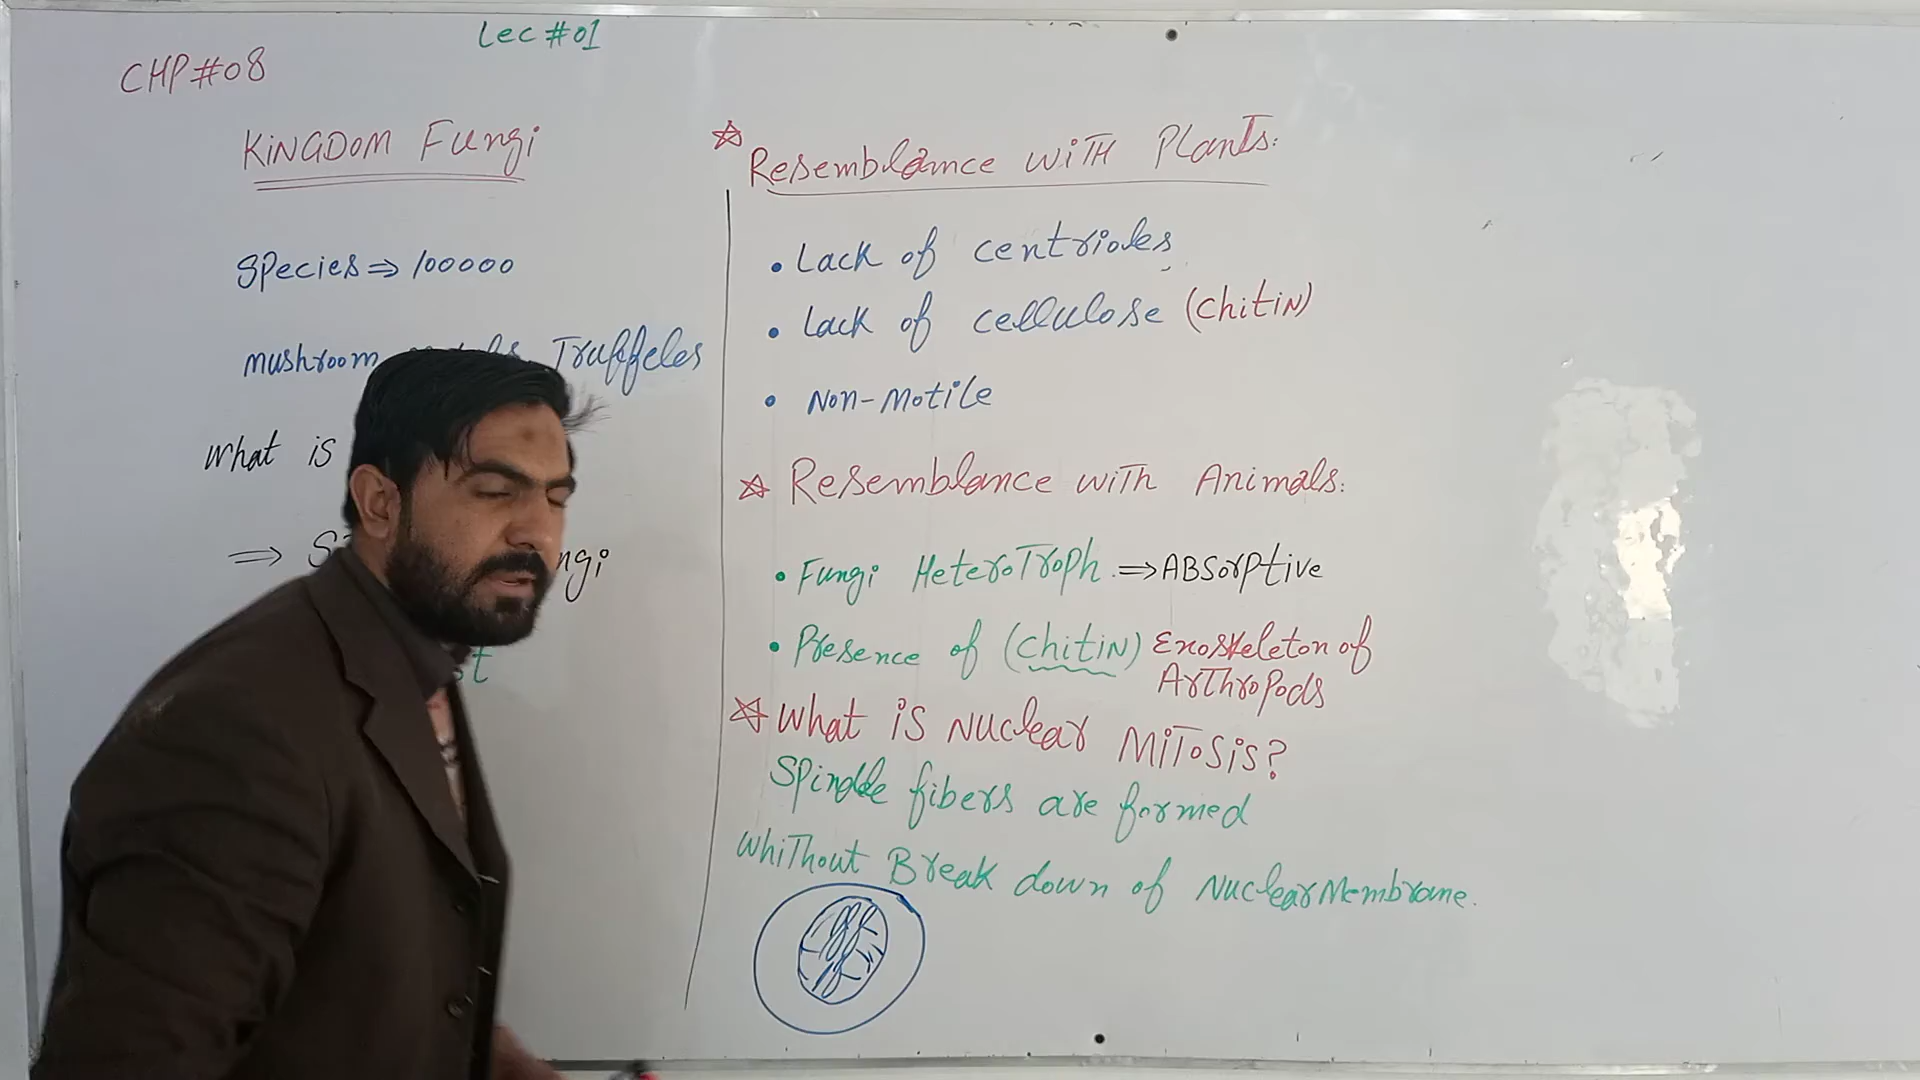 Lec #01
CHP#08
KINGDOM Fungi
Species ⇒ 100000
mushroom Truffeles
What is
⇒ ngi
st
☆ Resemblance WITH Plants:
• Lack of centrioles
• Lack of cellulose (Chitin)
• Non-Motile
☆ Resemblance with Animals:
• Fungi HeteroTroph. ⇒ ABSorptive
• Presence of (Chitin) Exoskeleton of
ArThroPods
☆ What is Nuclear MiTosis?
Spindle fibers are formed
WhiThout Break down of Nuclear Membrane.